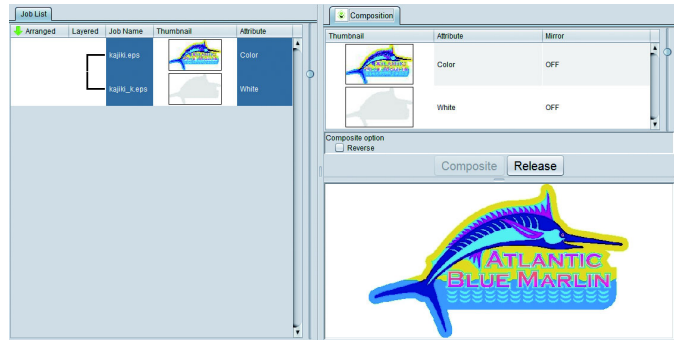 Job List
Arranged Layered Job Name Thumbnail Attribute
kajiki.eps Color
kajiki_k.eps White
Composition
Thumbnail Attribute Mirror
Color OFF
White OFF
Composite option
Reverse
Composite Release
ATLANTIC
BLUE MARLIN